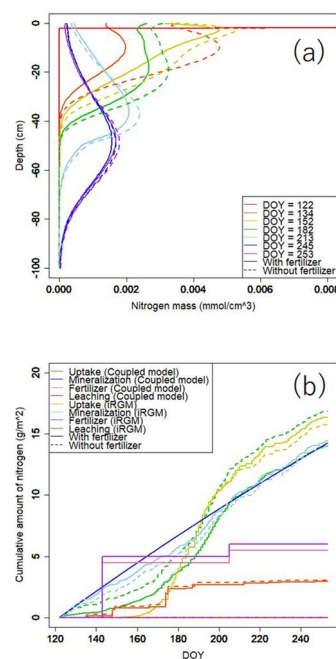 (a)
0
-20
-40
-60
-80
-100
Depth (cm)
0.000
0.002
0.004
0.006
0.008
Nitrogen mass (mmol/cm^3)
DOY = 122
DOY = 134
DOY = 152
DOY = 182
DOY = 213
DOY = 245
DOY = 253
With fertilizer
Without fertilizer
(b)
20
15
10
5
0
Cumulative amount of nitrogen (g/m^2)
Uptake (Coupled model)
Mineralization (Coupled model)
Fertilizer (Coupled model)
Leaching (Coupled model)
Uptake (iRGM)
Mineralization (iRGM)
Fertilizer (iRGM)
Leaching (iRGM)
With fertilizer
Without fertilizer
120
140
160
180
200
220
240
DOY